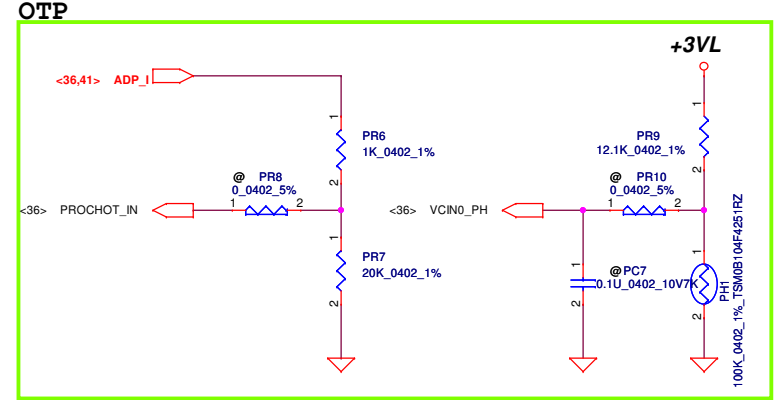 OTP
+3VL
<36,41> ADP_I
PR6
1K_0402_1%
PR9
12.1K_0402_1%
@ PR8
0_0402_5%
@ PR10
0_0402_5%
<36> PROCHOT_IN
<36> VCIN0_PH
PR7
20K_0402_1%
@ PC7
0.1U_0402_10V7K
PH1
100K_0402_1%_TSM0B104F4251RZ
1
2
1
2
1
2
1
2
1
2
1
2
1
2